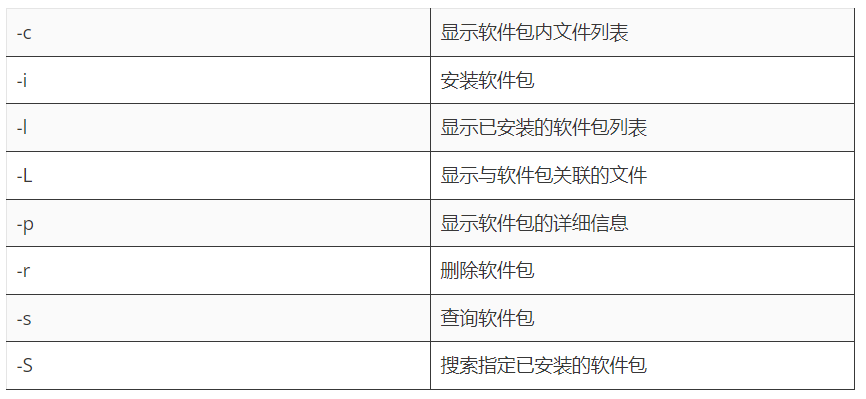 -c 显示软件包内文件列表
-i 安装软件包
-l 显示已安装的软件包列表
-L 显示与软件包关联的文件
-p 显示软件包的详细信息
-r 删除软件包
-s 查询软件包
-S 搜索指定已安装的软件包